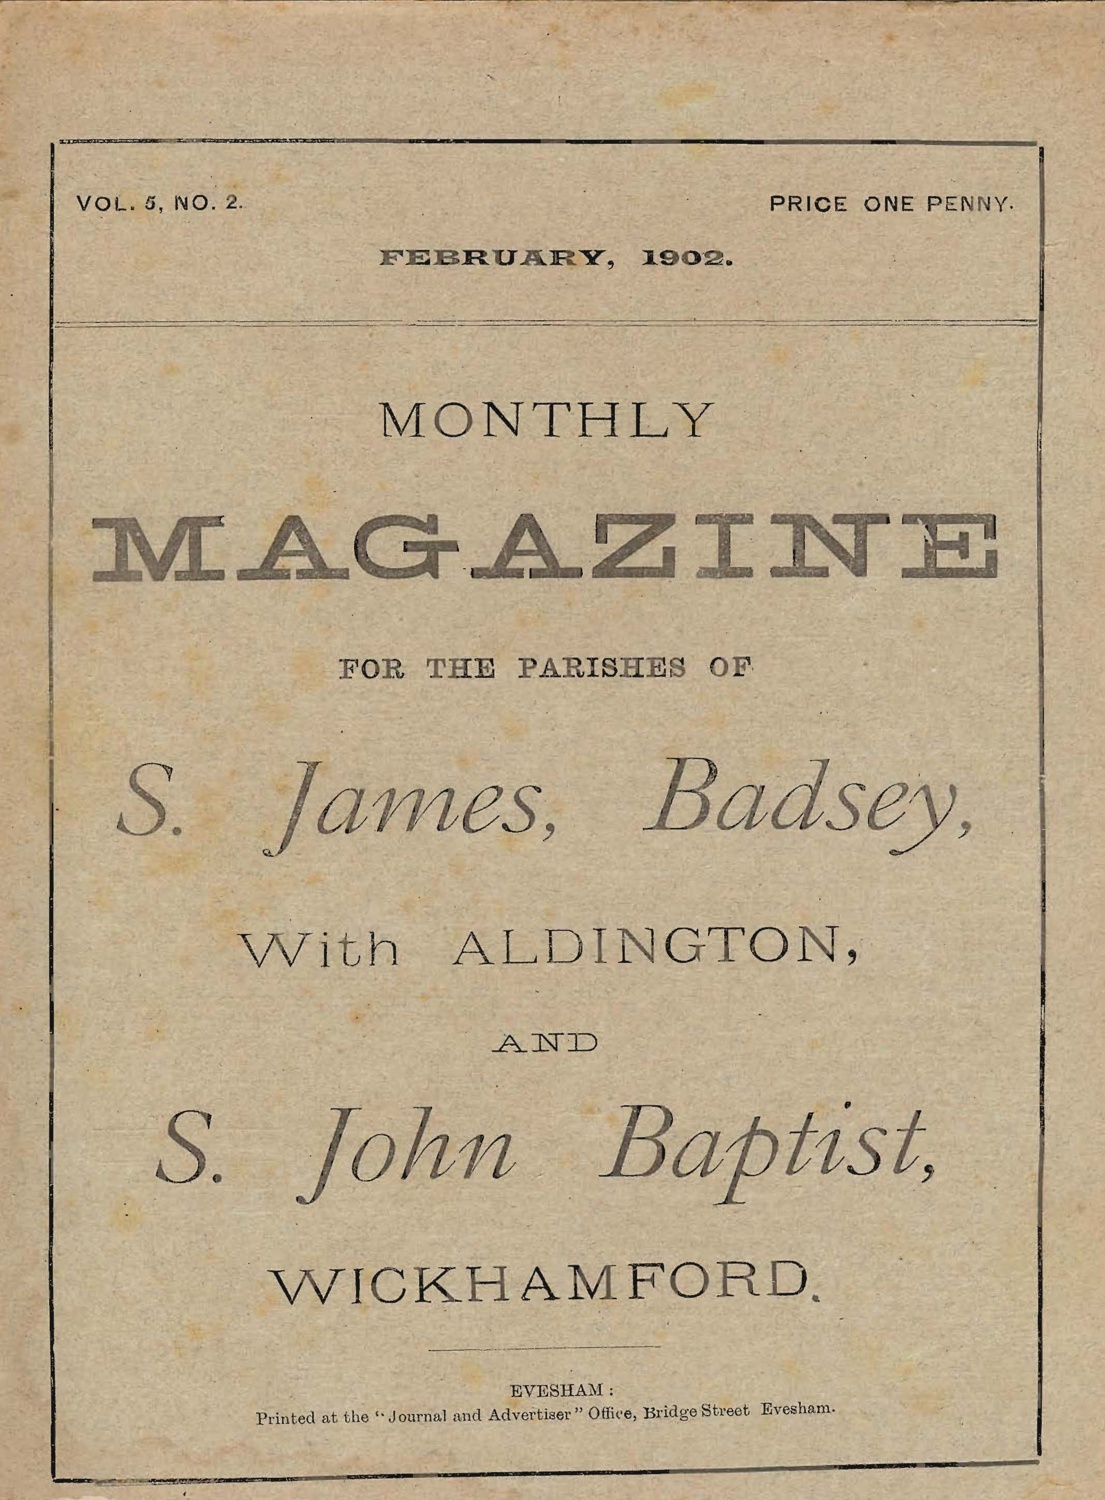 VOL. 5, NO. 2. PRICE ONE PENNY.
FEBRUARY, 1902.
MONTHLY
MAGAZINE
FOR THE PARISHES OF
S. James, Badsey,
With ALDINGTON,
AND
S. John Baptist,
WICKHAMFORD.
EVESHAM :
Printed at the "Journal and Advertiser" Office, Bridge Street Evesham.